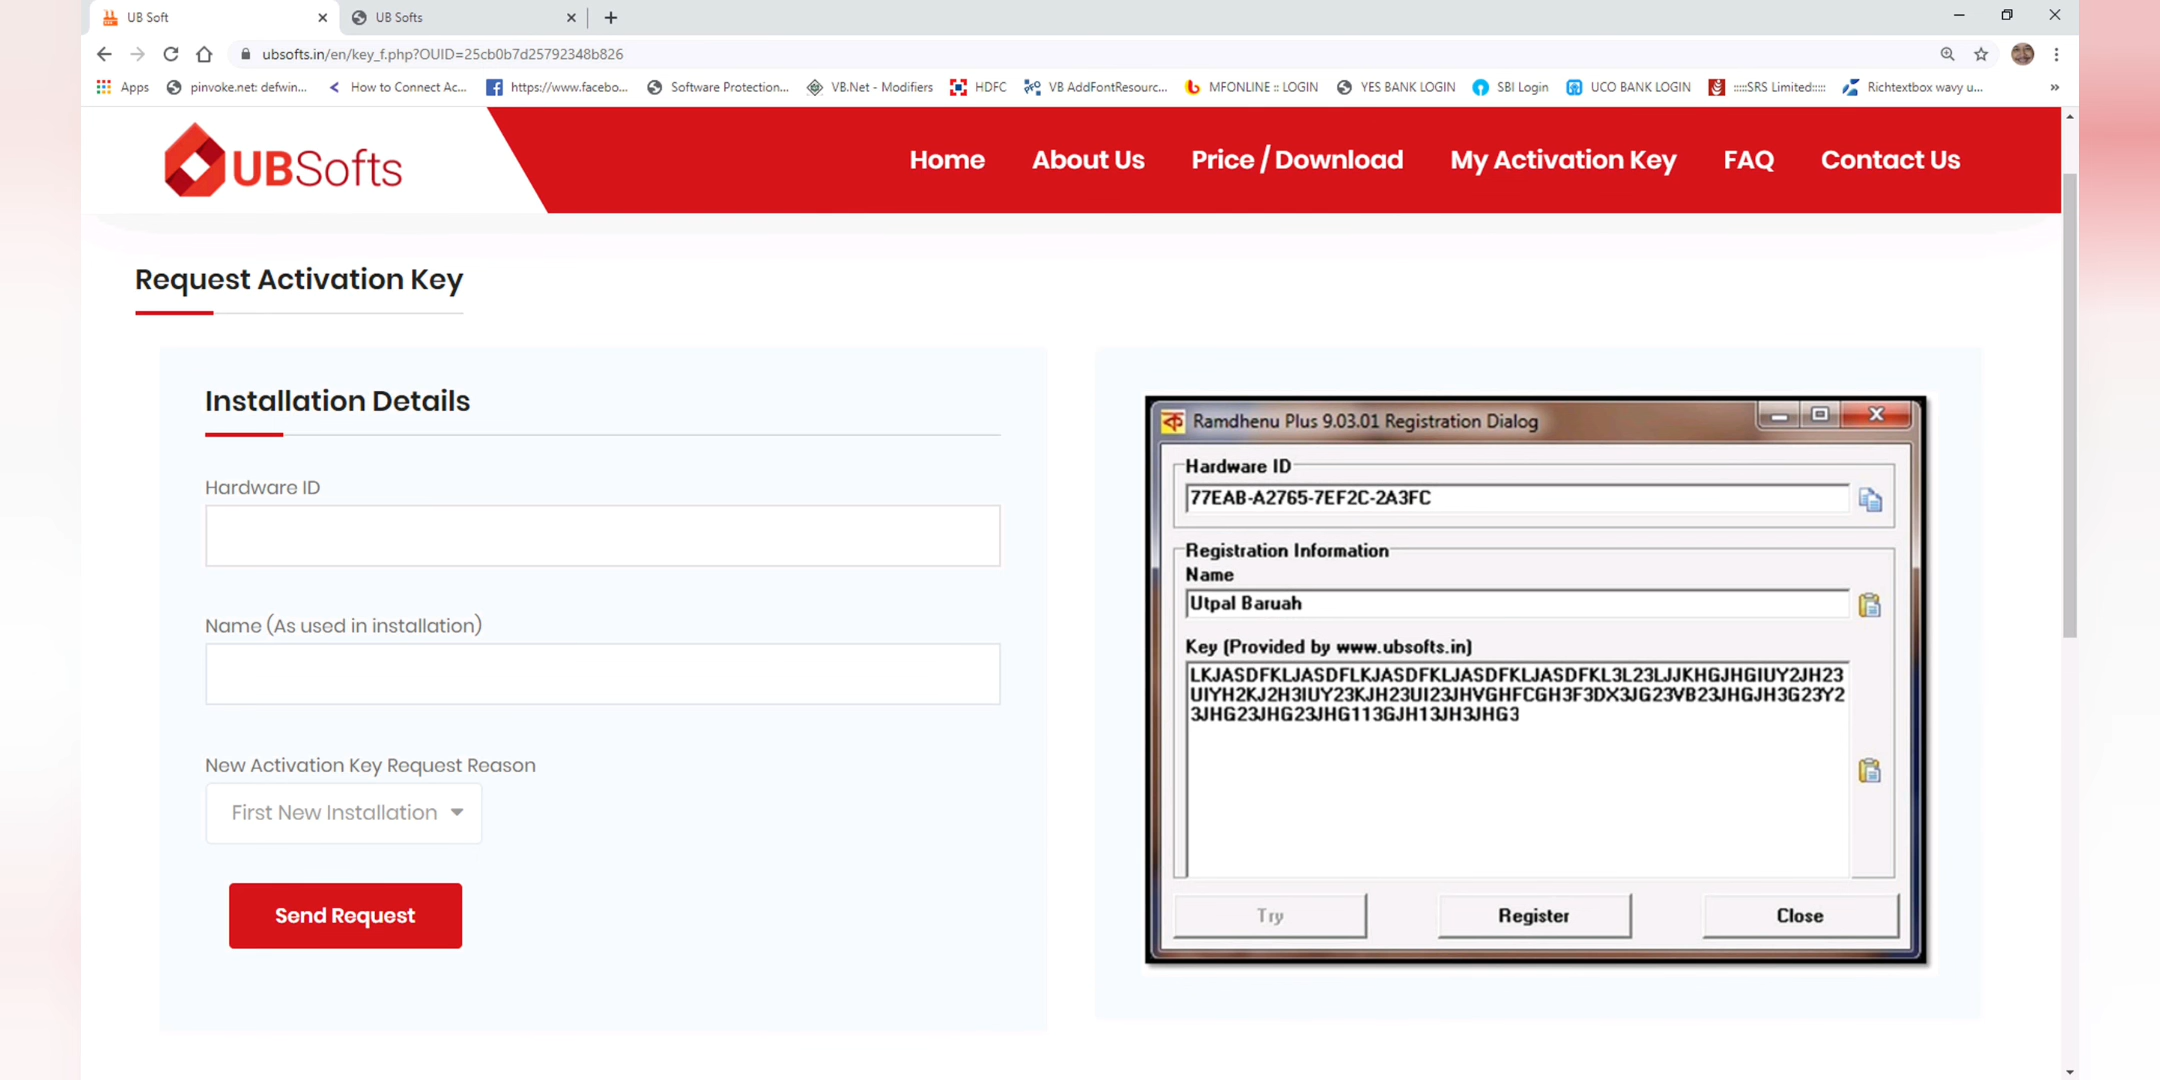 UB Soft
UB Softs
ubsofts.in/en/key_f.php?OUID=25cb0b7d25792348b826
Apps
pinvoke.net: defwin...
How to Connect Ac...
https://www.facebo...
Software Protection...
VB.Net - Modifiers
HDFC
VB AddFontResourc...
MFONLINE :: LOGIN
YES BANK LOGIN
SBI Login
UCO BANK LOGIN
:::::SRS Limited:::::
Richtextbox wavy u...
»
UBSofts
Home
About Us
Price / Download
My Activation Key
FAQ
Contact Us
Request Activation Key
Installation Details
Hardware ID
Name (As used in installation)
New Activation Key Request Reason
First New Installation
Send Request
Ramdhenu Plus 9.03.01 Registration Dialog
Hardware ID
77EAB-A2765-7EF2C-2A3FC
Registration Information
Name
Utpal Baruah
Key (Provided by www.ubsofts.in)
LKJASDFKLJASDFLKJASDFKLJASDFKLJASDFKL3L23LJJKHGJHGIUY2JH23
UIYH2KJ2H3IUY23KJH23UI23JHVGHFCGH3F3DX3JG23VB23JHGJH3G23Y2
3JHG23JHG23JHG113GJH13JH3JHG3
Try
Register
Close